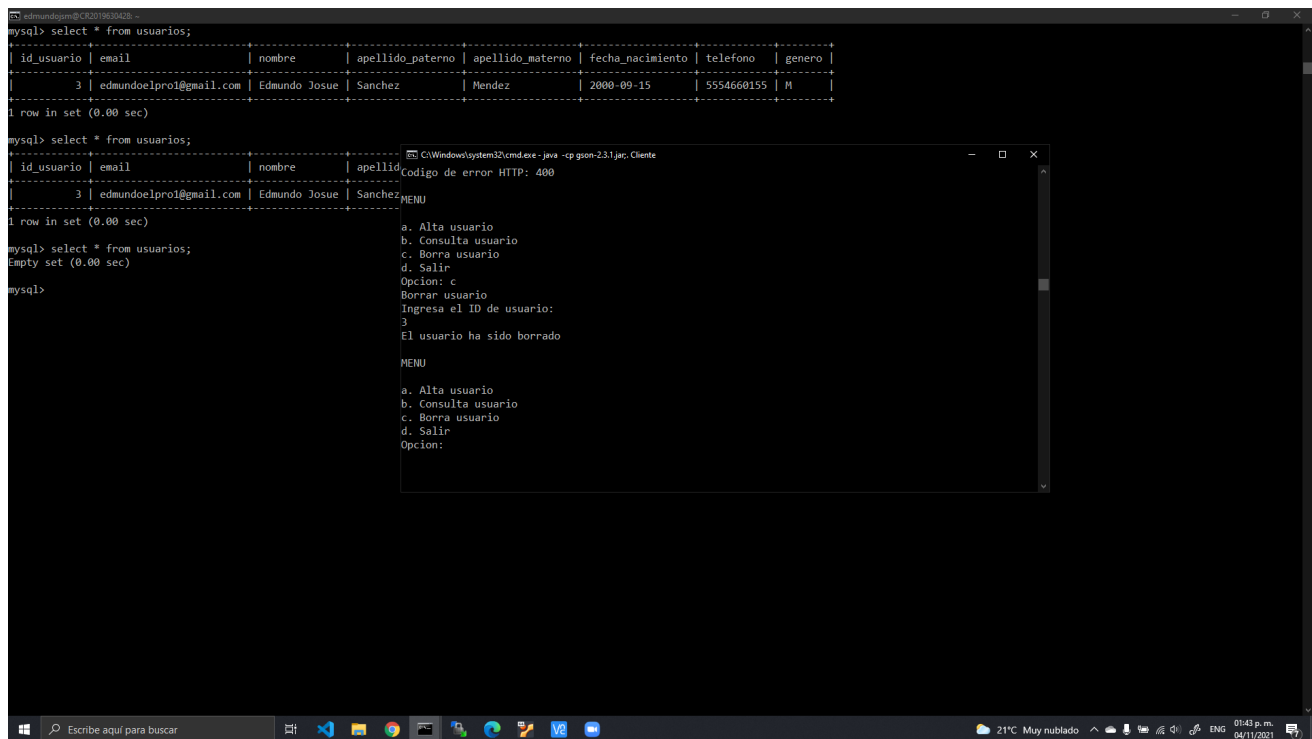 edmundojsm@CR2019630428: ~
mysql> select * from usuarios;
+------------+-------------------------+---------------+------------------+------------------+------------------+------------+--------+
| id_usuario | email | nombre | apellido_paterno | apellido_materno | fecha_nacimiento | telefono | genero |
+------------+-------------------------+---------------+------------------+------------------+------------------+------------+--------+
| 3 | edmundoelpro1@gmail.com | Edmundo Josue | Sanchez | Mendez | 2000-09-15 | 5554660155 | M |
+------------+-------------------------+---------------+------------------+------------------+------------------+------------+--------+
1 row in set (0.00 sec)
mysql> select * from usuarios;
| id_usuario | email | nombre | apellid
| 3 | edmundoelpro1@gmail.com | Edmundo Josue | Sanchez
1 row in set (0.00 sec)
mysql> select * from usuarios;
Empty set (0.00 sec)
mysql>
C:\Windows\system32\cmd.exe - java -cp gson-2.3.1.jar;. Cliente
Codigo de error HTTP: 400
MENU
a. Alta usuario
b. Consulta usuario
c. Borra usuario
d. Salir
Opcion: c
Borrar usuario
Ingresa el ID de usuario:
3
El usuario ha sido borrado
MENU
a. Alta usuario
b. Consulta usuario
c. Borra usuario
d. Salir
Opcion:
Escribe aquí para buscar
21°C Muy nublado
ENG
01:43 p. m.
04/11/2021